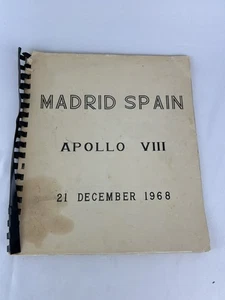 MADRID SPAIN
APOLLO VIII
21 DECEMBER 1968